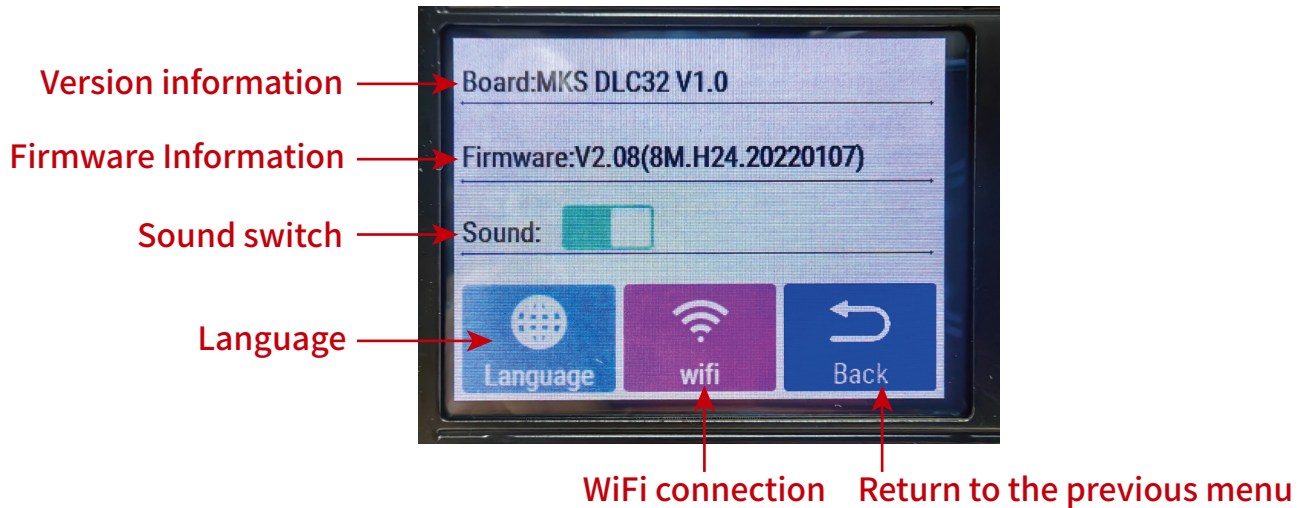 Version information
Board:MKS DLC32 V1.0
Firmware Information
Firmware:V2.08(8M.H24.20220107)
Sound switch
Sound:
Language
Language
wifi
Back
WiFi connection
Return to the previous menu